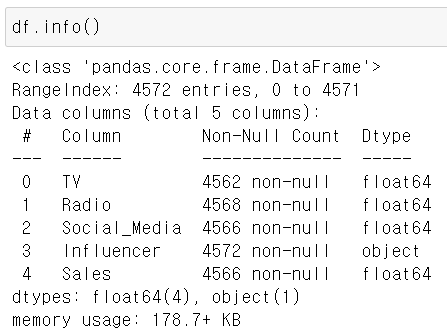 df.info()
<class 'pandas.core.frame.DataFrame'>
RangeIndex: 4572 entries, 0 to 4571
Data columns (total 5 columns):
 #   Column        Non-Null Count  Dtype
---  ------        --------------  -----
 0   TV            4562 non-null   float64
 1   Radio         4568 non-null   float64
 2   Social_Media  4566 non-null   float64
 3   Influencer    4572 non-null   object
 4   Sales         4566 non-null   float64
dtypes: float64(4), object(1)
memory usage: 178.7+ KB